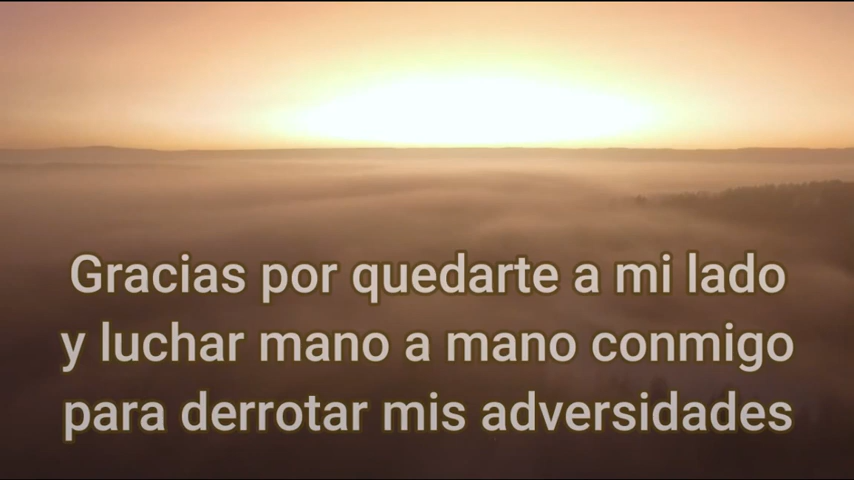 Gracias por quedarte a mi lado
y luchar mano a mano conmigo
para derrotar mis adversidades